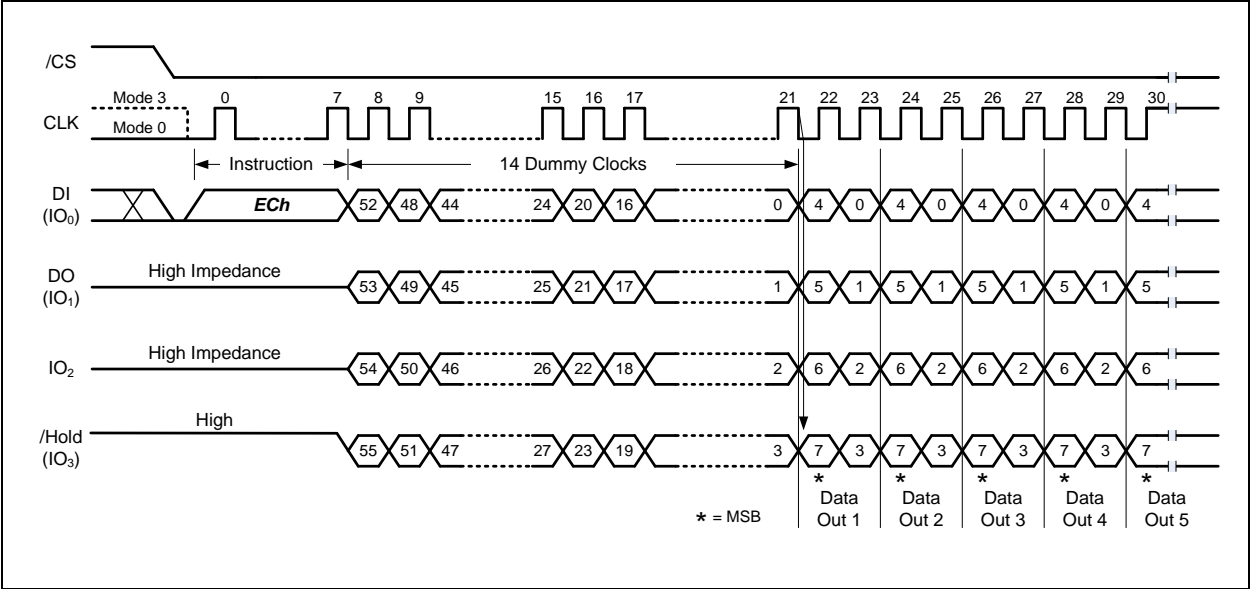 /CS
Mode 3 0 7 8 9 15 16 17 21 22 23 24 25 26 27 28 29 30
CLK
Mode 0
Instruction 14 Dummy Clocks
DI ECh 52 48 44 24 20 16 0 4 0 4 0 4 0 4 0 4
(IO0)
DO High Impedance 53 49 45 25 21 17 1 5 1 5 1 5 1 5 1 5
(IO1)
High Impedance
IO2 54 50 46 26 22 18 2 6 2 6 2 6 2 6 2 6
High
/Hold 55 51 47 27 23 19 3 7 3 7 3 7 3 7 3 7
(IO3)
* * * * *
Data Data Data Data Data
* = MSB Out 1 Out 2 Out 3 Out 4 Out 5